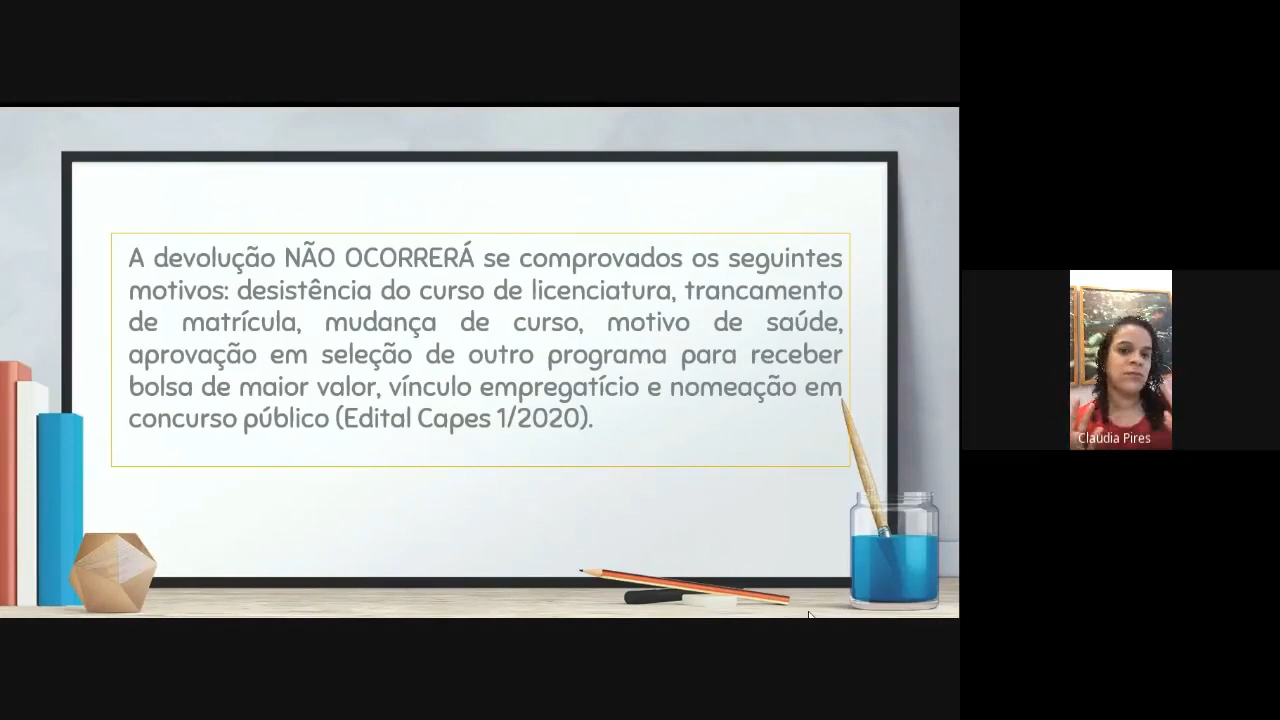 A devolução NÃO OCORRERÁ se comprovados os seguintes
motivos: desistência do curso de licenciatura, trancamento
de matrícula, mudança de curso, motivo de saúde,
aprovação em seleção de outro programa para receber
bolsa de maior valor, vínculo empregatício e nomeação em
concurso público (Edital Capes 1/2020).
Claudia Pires